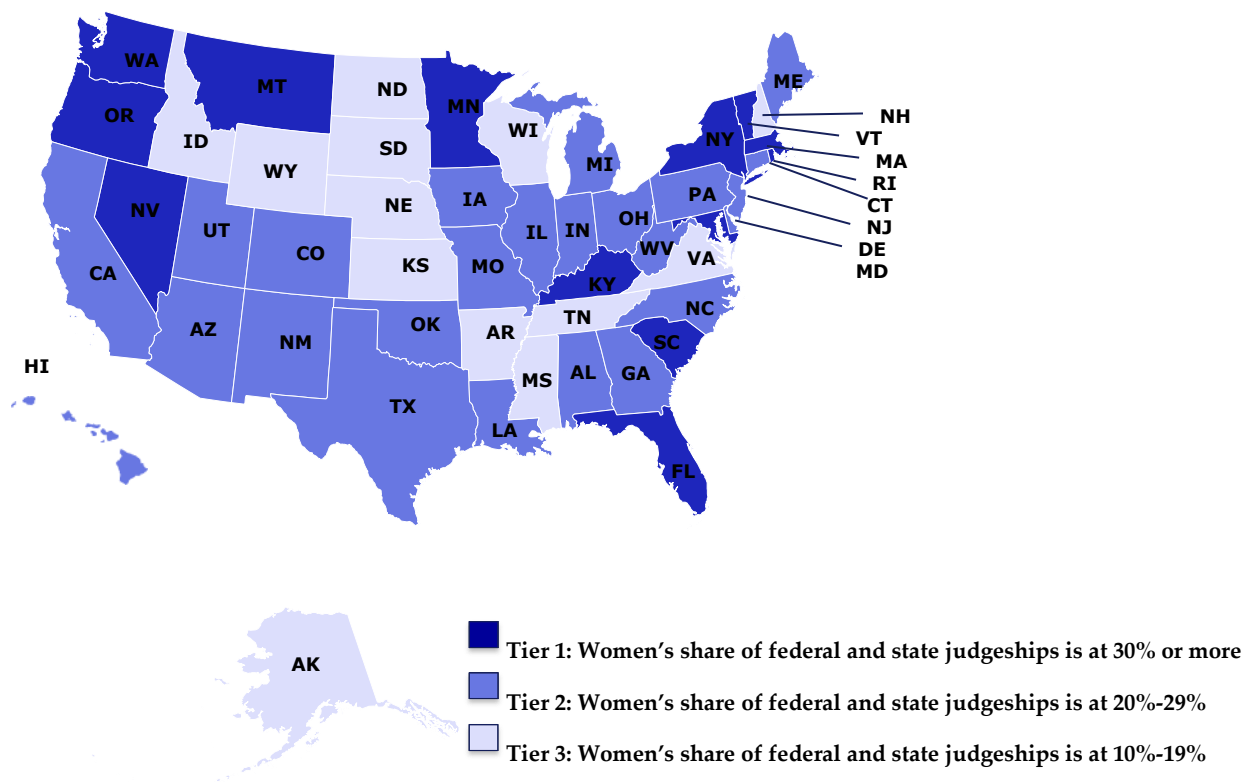 WA
MT
ND
MN
ME
OR
ID
SD
WI
NY
MI
NH
VT
MA
RI
CT
NJ
DE
MD
WY
NE
IA
PA
NV
UT
CO
IL
IN
OH
WV
VA
CA
KS
MO
KY
AZ
NM
OK
AR
TN
NC
SC
HI
TX
MS
AL
GA
LA
FL
AK
Tier 1: Women’s share of federal and state judgeships is at 30% or more
Tier 2: Women’s share of federal and state judgeships is at 20%-29%
Tier 3: Women’s share of federal and state judgeships is at 10%-19%